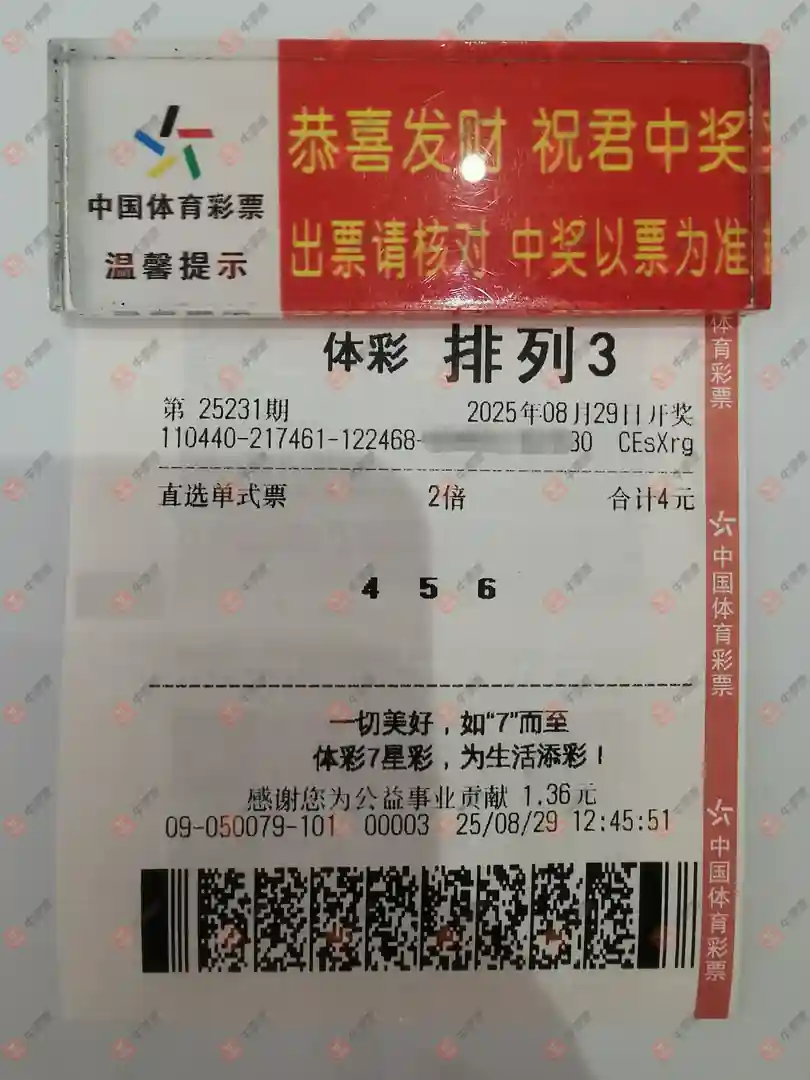 恭喜发财 祝君中奖
中国体育彩票
温馨提示
出票请核对 中奖以票为准
体彩 排列3
第 25231期
2025年08月29日开奖
110440-217461-122468-
30 CEsXrg
直选单式票 2倍 合计4元
4 5 6
一切美好，如“7”而至
体彩7星彩，为生活添彩！
感谢您为公益事业贡献 1.36元
09-050079-101 00003 25/08/29 12:45:51
体育彩票
中国体育彩票
中国体育彩票